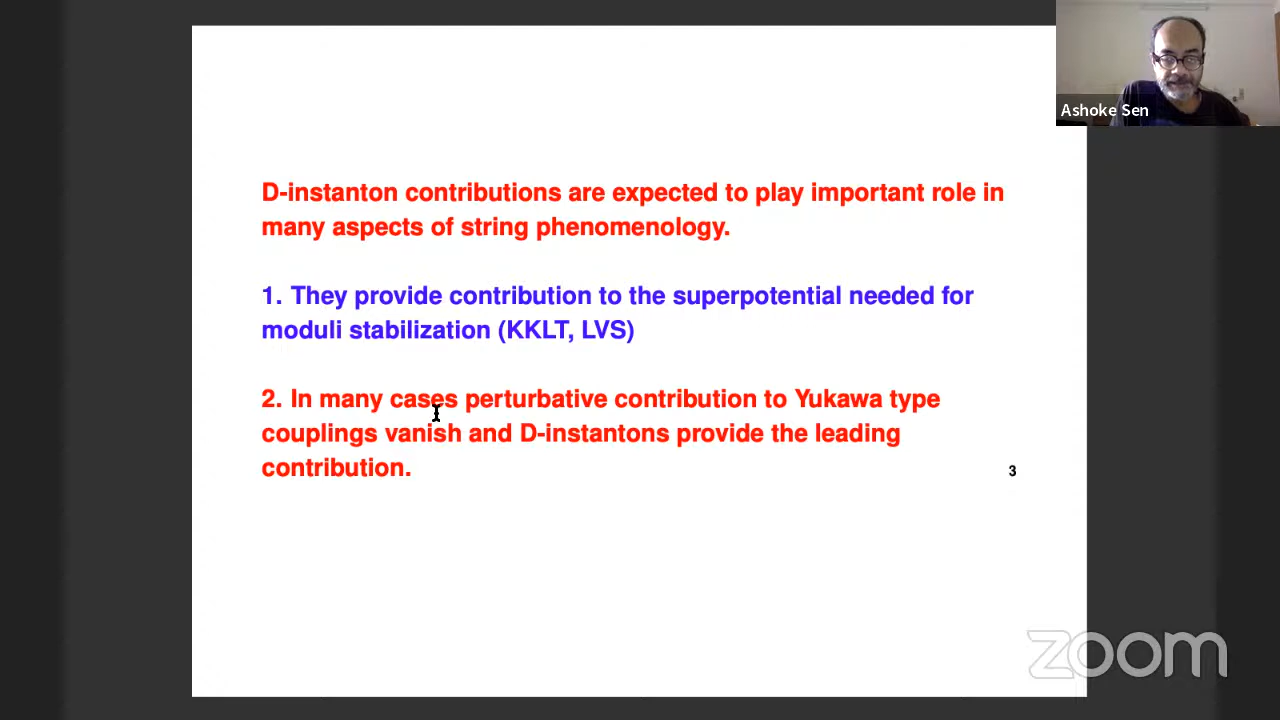 Ashoke Sen
D-instanton contributions are expected to play important role in
many aspects of string phenomenology.
1. They provide contribution to the superpotential needed for
moduli stabilization (KKLT, LVS)
2. In many cases perturbative contribution to Yukawa type
couplings vanish and D-instantons provide the leading
contribution.
3
zoom